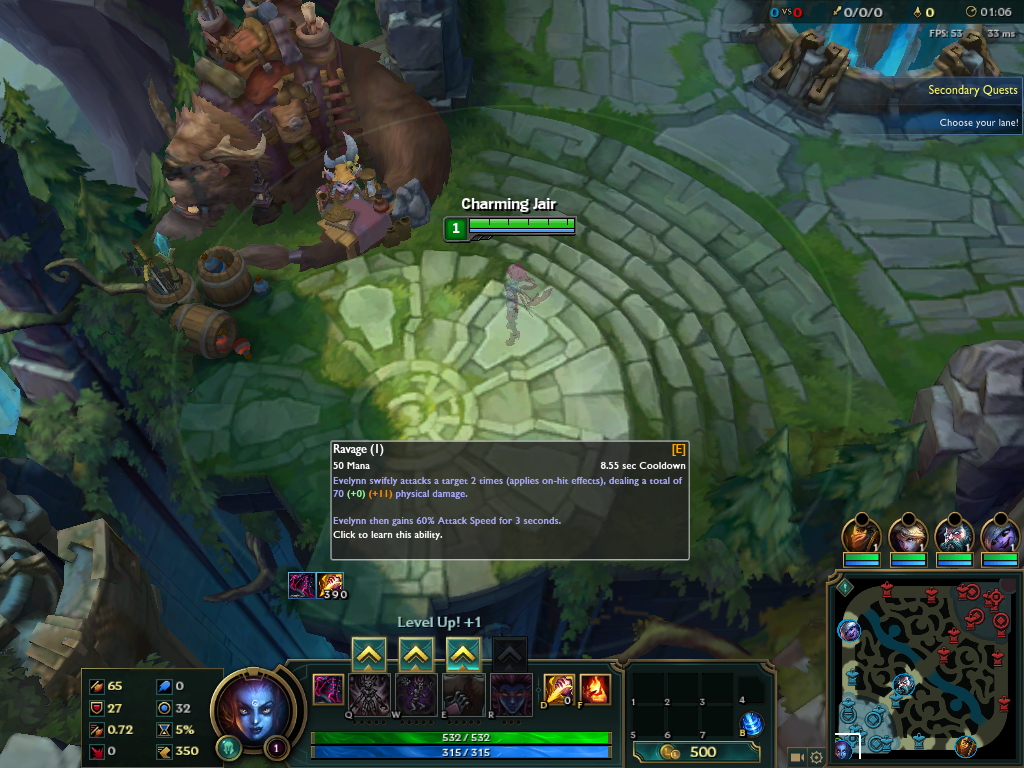 0 vs 0 0/0/0 0 01:06
FPS: 53 33 ms
Secondary Quests
Choose your lane!
Charming Jair
1
Ravage (1) [E]
50 Mana 8.55 sec Cooldown
Evelynn swiftly attacks a target 2 times (applies on-hit effects), dealing a total of
70 (+0) (+11) physical damage.
Evelynn then gains 60% Attack Speed for 3 seconds.
Click to learn this ability.
390
Level Up! +1
Q W E R D 0 F
65 0
27 32
0.72 5%
0 350
1
532 / 532
315 / 315
1 2 3 4
5 6 7 B
500